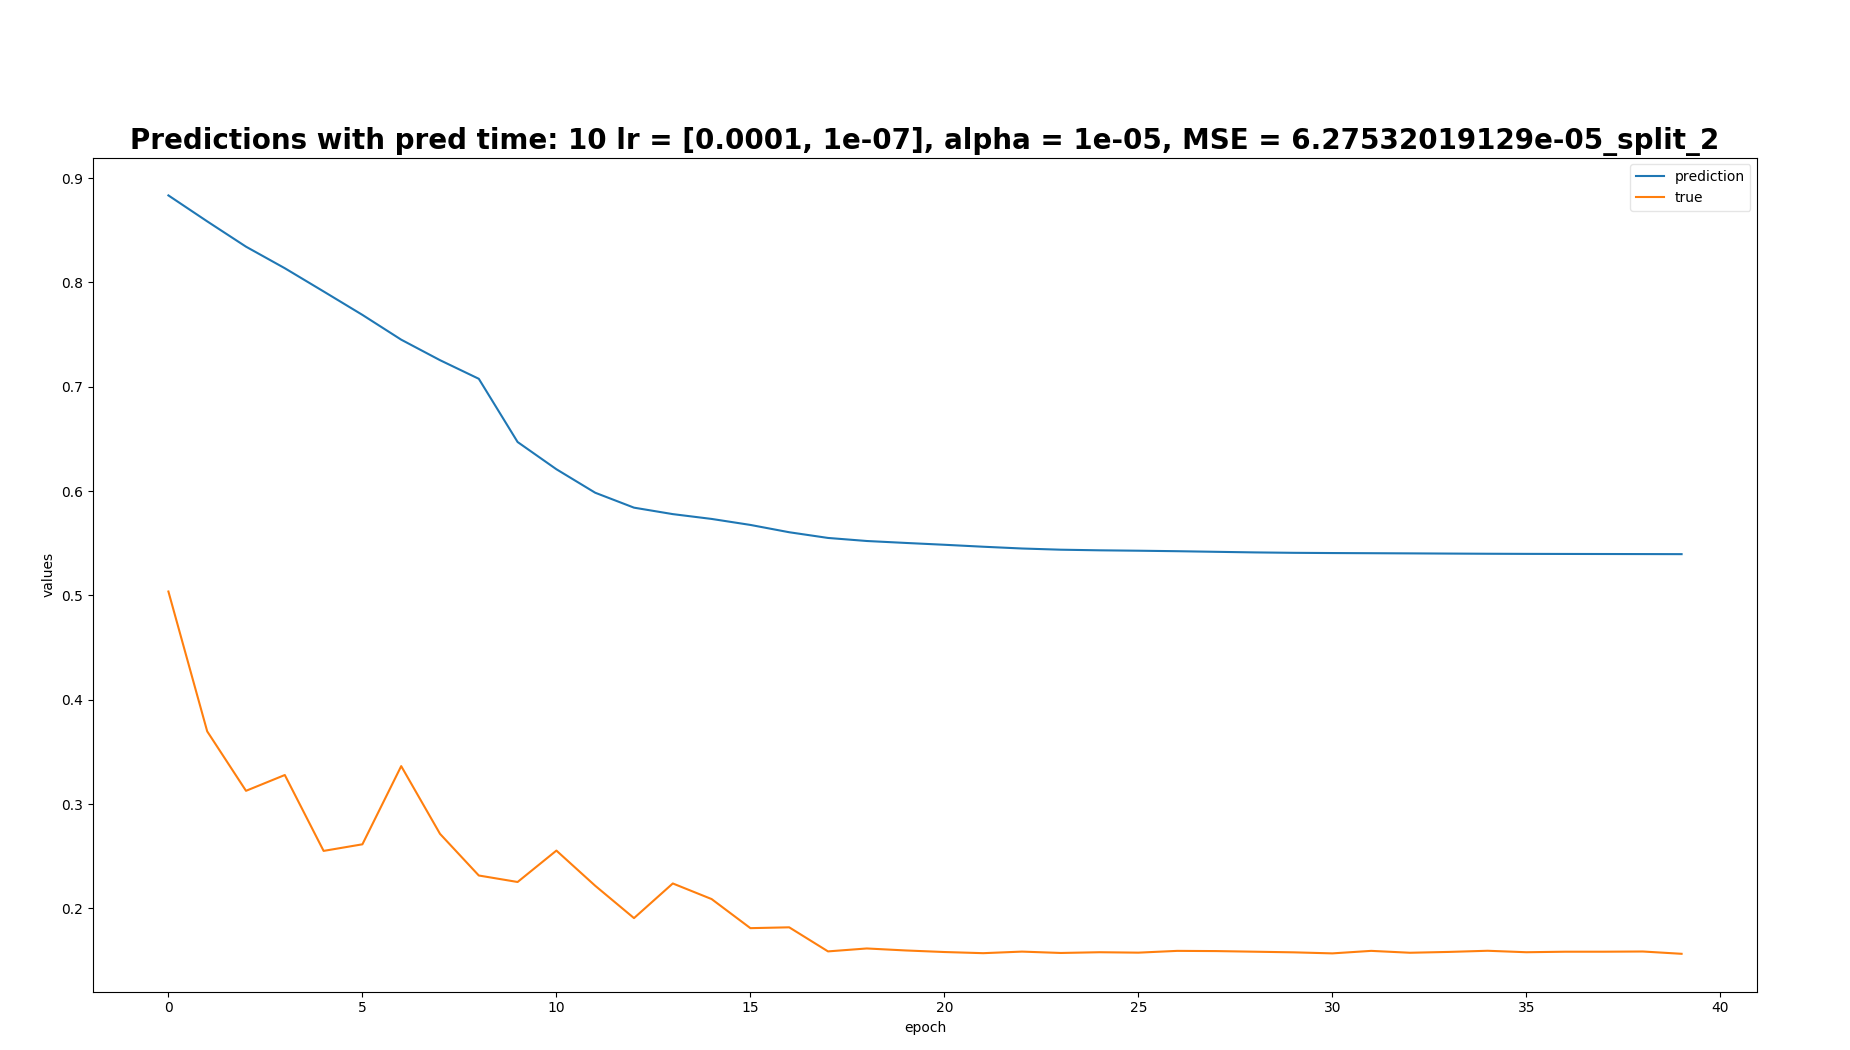 Predictions with pred time: 10 lr = [0.0001, 1e-07], alpha = 1e-05, MSE = 6.27532019129e-05_split_2
prediction
true
0.9
0.8
0.7
0.6
0.5
0.4
0.3
0.2
values
0 5 10 15 20 25 30 35 40
epoch